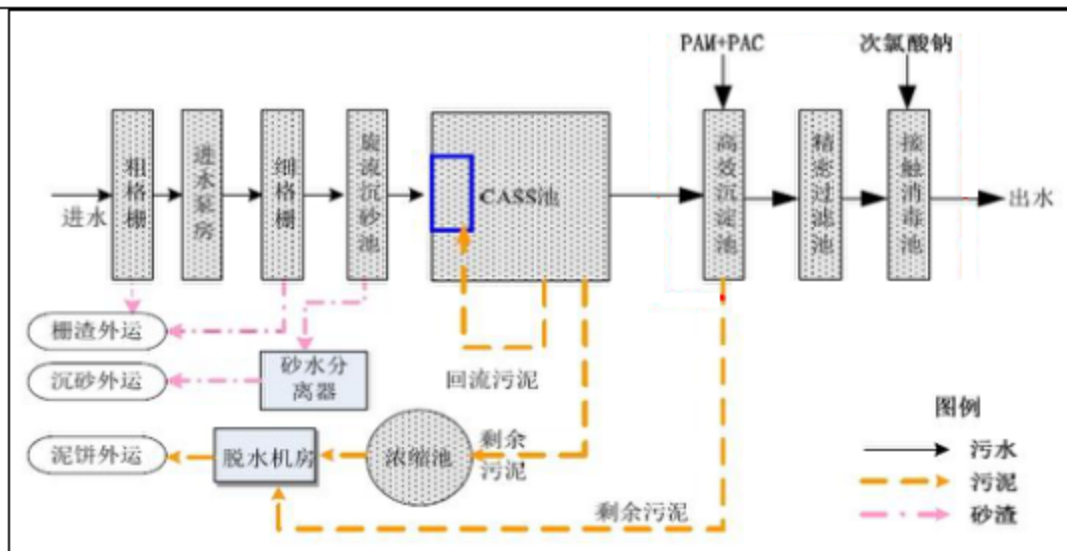 PAM+PAC
次氯酸钠
粗格栅
进水泵房
细格栅
旋流沉砂池
CASS池
高效沉淀池
精密过滤池
接触消毒池
进水
出水
栅渣外运
沉砂外运
砂水分
离器
回流污泥
泥饼外运
脱水机房
浓缩池
剩余
污泥
剩余污泥
图例
污水
污泥
砂渣